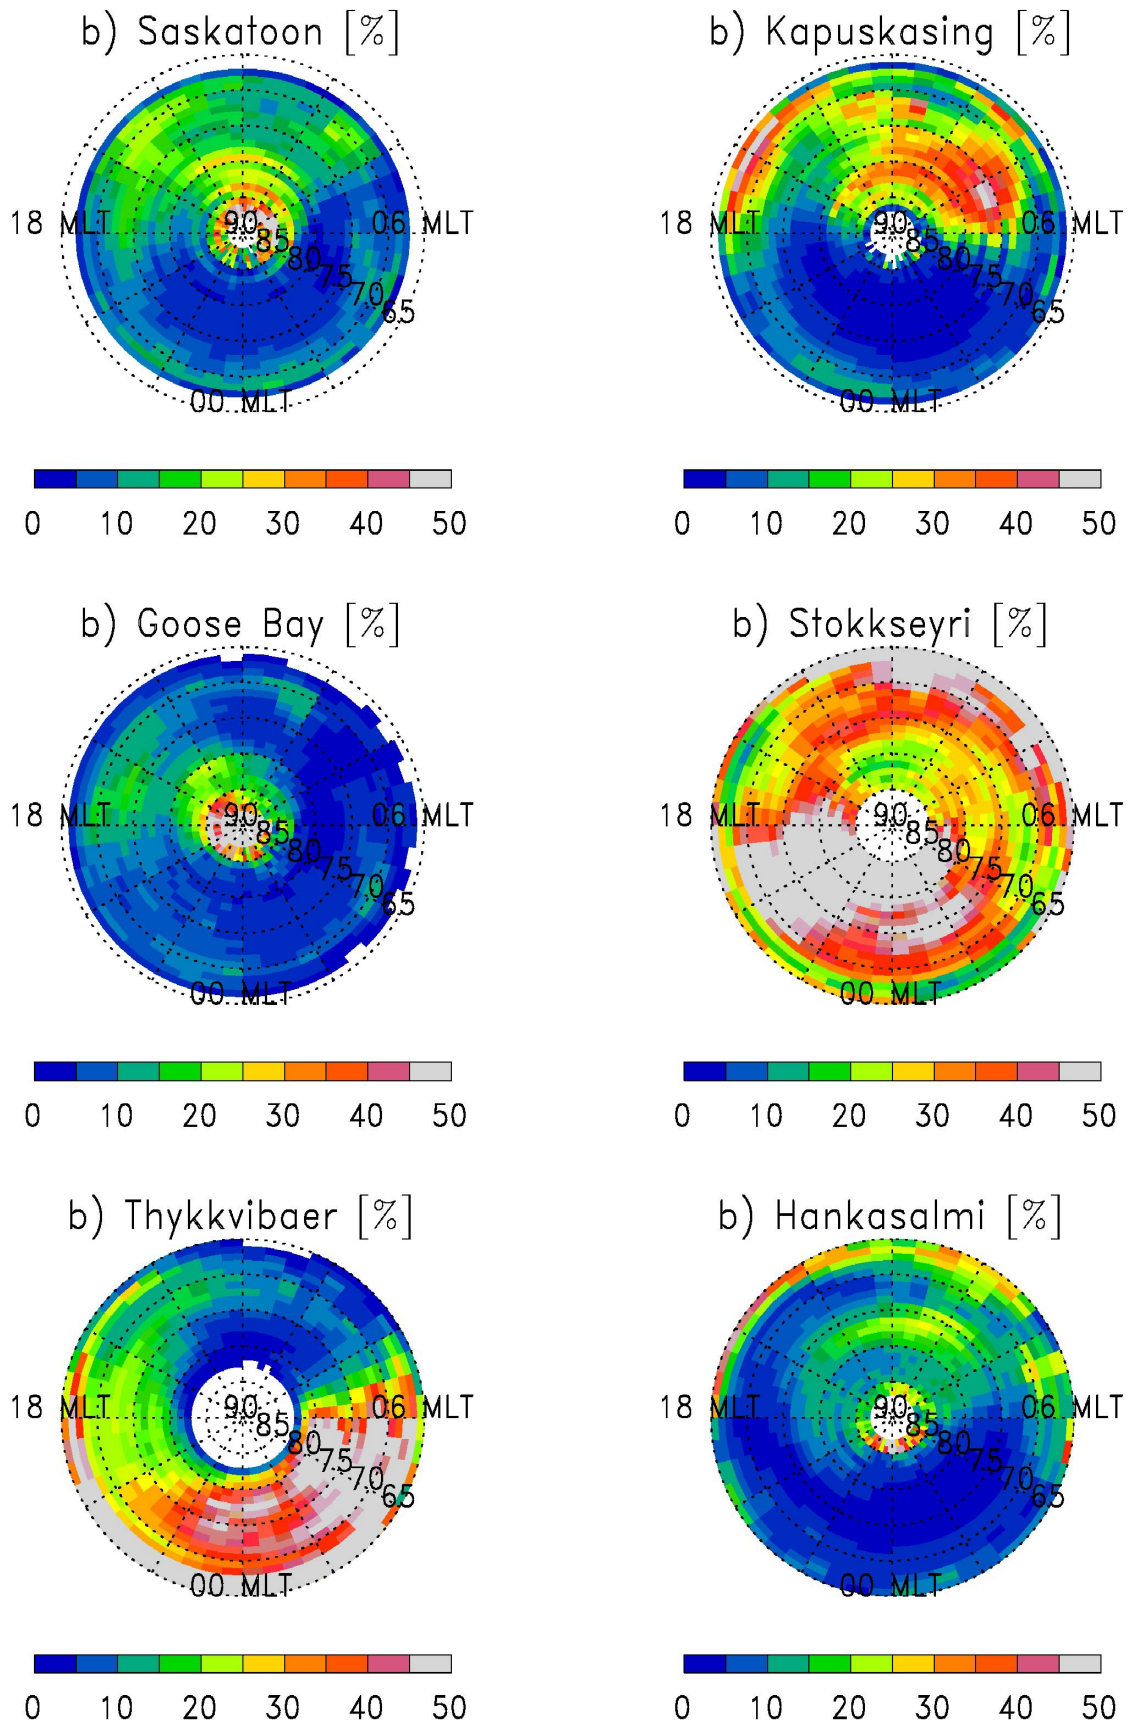 b) Saskatoon [%]
18 MLT
90
85
80
75
70
65
06 MLT
00 MLT
0 10 20 30 40 50
b) Kapuskasing [%]
18 MLT
90
85
80
75
70
65
06 MLT
00 MLT
0 10 20 30 40 50
b) Goose Bay [%]
18 MLT
90
85
80
75
70
65
06 MLT
00 MLT
0 10 20 30 40 50
b) Stokkseyri [%]
18 MLT
90
85
80
75
70
65
06 MLT
00 MLT
0 10 20 30 40 50
b) Thykkvibaer [%]
18 MLT
90
85
80
75
70
65
06 MLT
00 MLT
0 10 20 30 40 50
b) Hankasalmi [%]
18 MLT
90
85
80
75
70
65
06 MLT
00 MLT
0 10 20 30 40 50